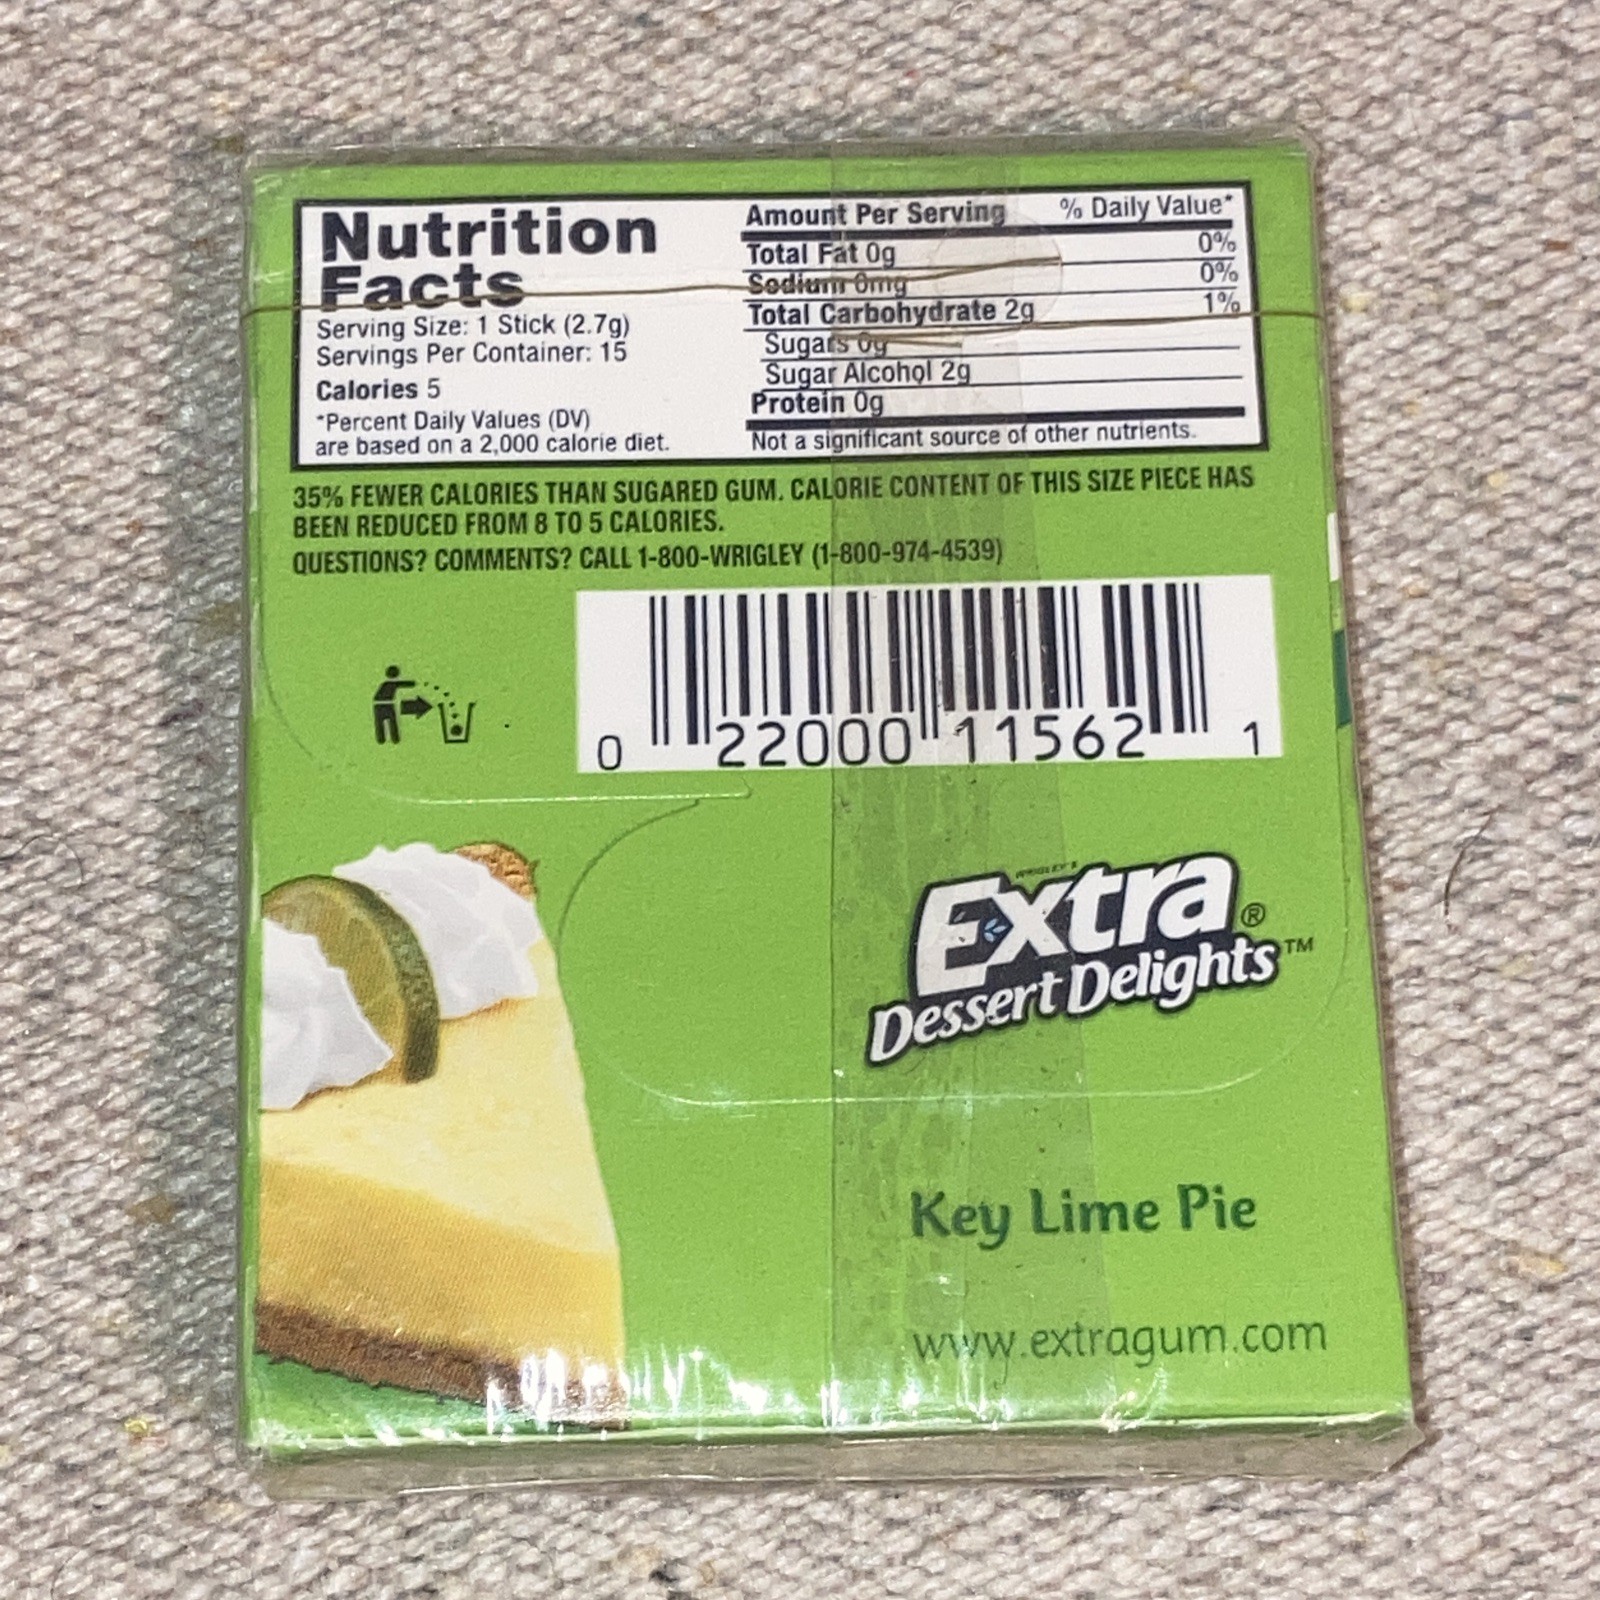 Nutrition
Facts
Serving Size: 1 Stick (2.7g)
Servings Per Container: 15
Calories 5
*Percent Daily Values (DV)
are based on a 2,000 calorie diet.
Amount Per Serving % Daily Value*
Total Fat 0g 0%
Sodium 0mg 0%
Total Carbohydrate 2g 1%
Sugars 0g
Sugar Alcohol 2g
Protein 0g
Not a significant source of other nutrients.
35% FEWER CALORIES THAN SUGARED GUM. CALORIE CONTENT OF THIS SIZE PIECE HAS
BEEN REDUCED FROM 8 TO 5 CALORIES.
QUESTIONS? COMMENTS? CALL 1-800-WRIGLEY (1-800-974-4539)
0 22000 11562 1
WRIGLEY'S
Extra®
Dessert Delights™
Key Lime Pie
www.extragum.com